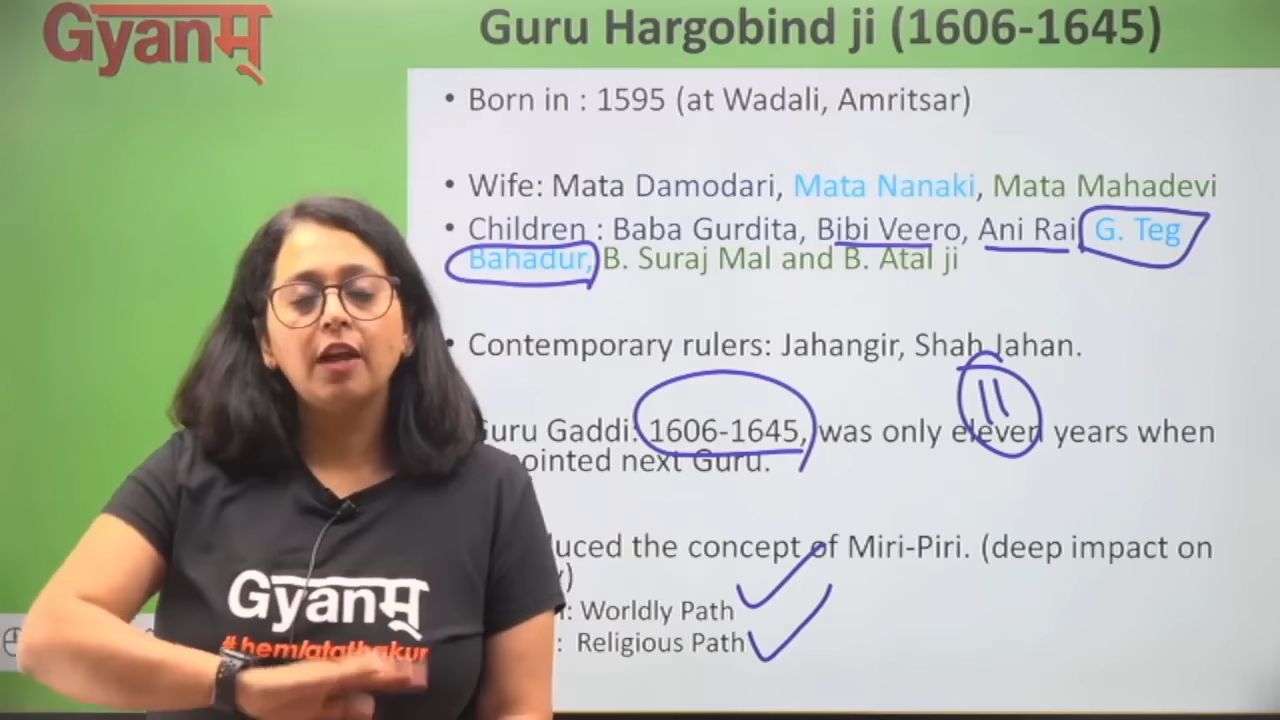 Gyanम्
Guru Hargobind ji (1606-1645)
• Born in : 1595 (at Wadali, Amritsar)
• Wife: Mata Damodari, Mata Nanaki, Mata Mahadevi
• Children : Baba Gurdita, Bibi Veero, Ani Rai G. Teg
Bahadur, B. Suraj Mal and B. Atal ji
• Contemporary rulers: Jahangir, Shah Jahan.
11
Guru Gaddi: 1606-1645, was only eleven years when
ointed next Guru.
uced the concept of Miri-Piri. (deep impact on
: Worldly Path
: Religious Path
Gyanम्
#hemlatathakur